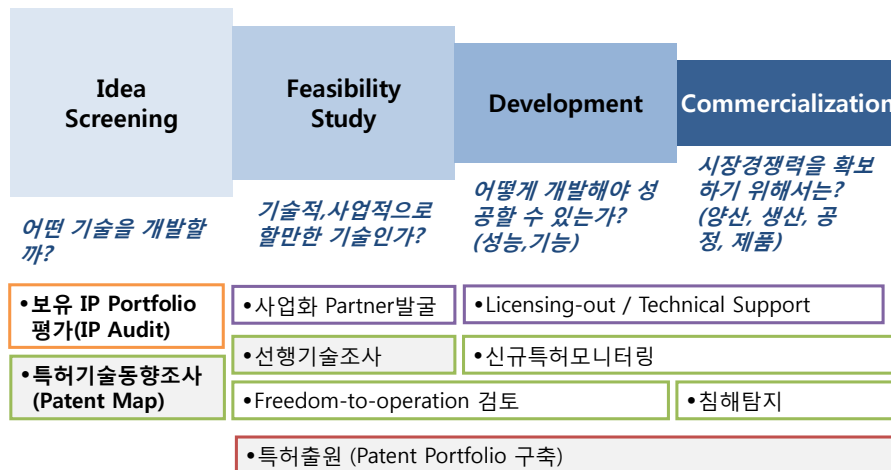 Idea
Screening
Feasibility
Study
Development
Commercialization
어떤 기술을 개발할
까?
기술적,사업적으로
할만한 기술인가?
어떻게 개발해야 성
공할 수 있는가?
(성능,기능)
시장경쟁력을 확보
하기 위해서는?
(양산, 생산, 공
정, 제품)
•보유 IP Portfolio
평가(IP Audit)
•사업화 Partner발굴
•Licensing-out / Technical Support
•특허기술동향조사
(Patent Map)
•선행기술조사
•신규특허모니터링
•Freedom-to-operation 검토
•침해탐지
•특허출원 (Patent Portfolio 구축)